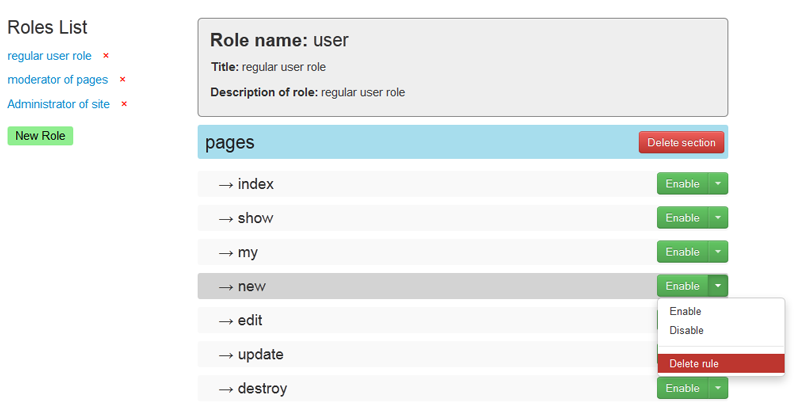 Roles List
regular user role ×
moderator of pages ×
Administrator of site ×
New Role
Role name: user
Title: regular user role
Description of role: regular user role
pages Delete section
→ index Enable
→ show Enable
→ my Enable
→ new Enable
Enable
→ edit
Disable
→ update
Delete rule
→ destroy Enable